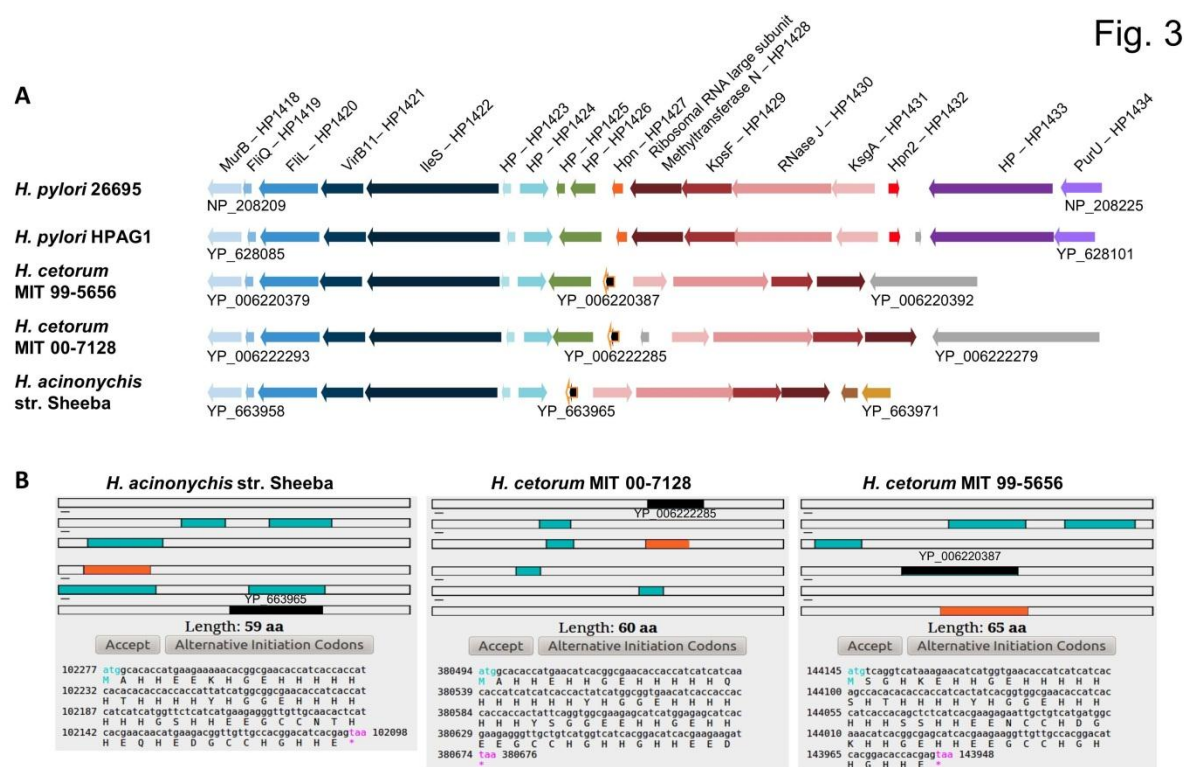 Fig. 3
A
MurB – HP1418
FliQ – HP1419
FliL – HP1420
VirB11– HP1421
IleS – HP1422
HP – HP1423
HP – HP1424
HP – HP1425
HP – HP1426
Hpn – HP1427
Ribosomal RNA large subunit
Methyltransferase N – HP1428
KpsF – HP1429
RNase J – HP1430
KsgA – HP1431
Hpn2 – HP1432
HP – HP1433
PurU – HP1434
H. pylori 26695
NP_208209 NP_208225
H. pylori HPAG1
YP_628085 YP_628101
H. cetorum
MIT 99-5656
YP_006220379 YP_006220387 YP_006220392
H. cetorum
MIT 00-7128
YP_006222293 YP_006222285 YP_006222279
H. acinonychis
str. Sheeba
YP_663958 YP_663965 YP_663971
B
H. acinonychis str. Sheeba
YP_663965
Length: 59 aa
Accept Alternative Initiation Codons
102277 atggcacaccatgaagaaaaacacggcgaacaccatcaccaccat
M A H H E E K H G E H H H H H
102232 cacacacaccaccaccattatcatggcggcgaacaccatcaccat
H T H H H H Y H G G E H H H H
102187 catcatcatggttctcatcatgaagagggttgttgcaacactcat
H H H G S H H E E G C C N T H
102142 cacgaacaacatgaagacggttgttgccacggacatcacgagtaa 102098
H E Q H E D G C C H G H H E *
H. cetorum MIT 00-7128
YP_006222285
Length: 60 aa
Accept Alternative Initiation Codons
380494 atggcacaccatgaacatcacggcgaacaccaccatcatcatcaa
M A H H E H H G E H H H H H Q
380539 caccatcatcatcaccactatcatggcggtgaacatcaccaccac
H H H H H H Y H G G E H H H H
380584 caccaccactattcaggtggcgaagagcatcatggagagcatcac
H H H Y S G G E E H H G E H H
380629 gaagagggttgctgtcatggtcatcacggacatcacgaagaagat
E E G C C H G H H G H H E E D
380674 taa 380676
*
H. cetorum MIT 99-5656
YP_006220387
Length: 65 aa
Accept Alternative Initiation Codons
144145 atgtcaggtcataaagaacatcatggtgaacaccatcatcatcac
M S G H K E H H G E H H H H H
144100 agccacacacaccaccatcactatcacggtggcgaacaccatcac
S H T H H H H Y H G G E H H H
144055 catcaccacagctctcatcacgaagagaattgctgtcatgatggc
H H H S S H H E E N C C H D G
144010 aaacatcacggcgagcatcacgaagaaggttgctgccacggacat
K H H G E H H E E G C C H G H
143965 cacggacaccacgagtaa 143948
H G H H E *